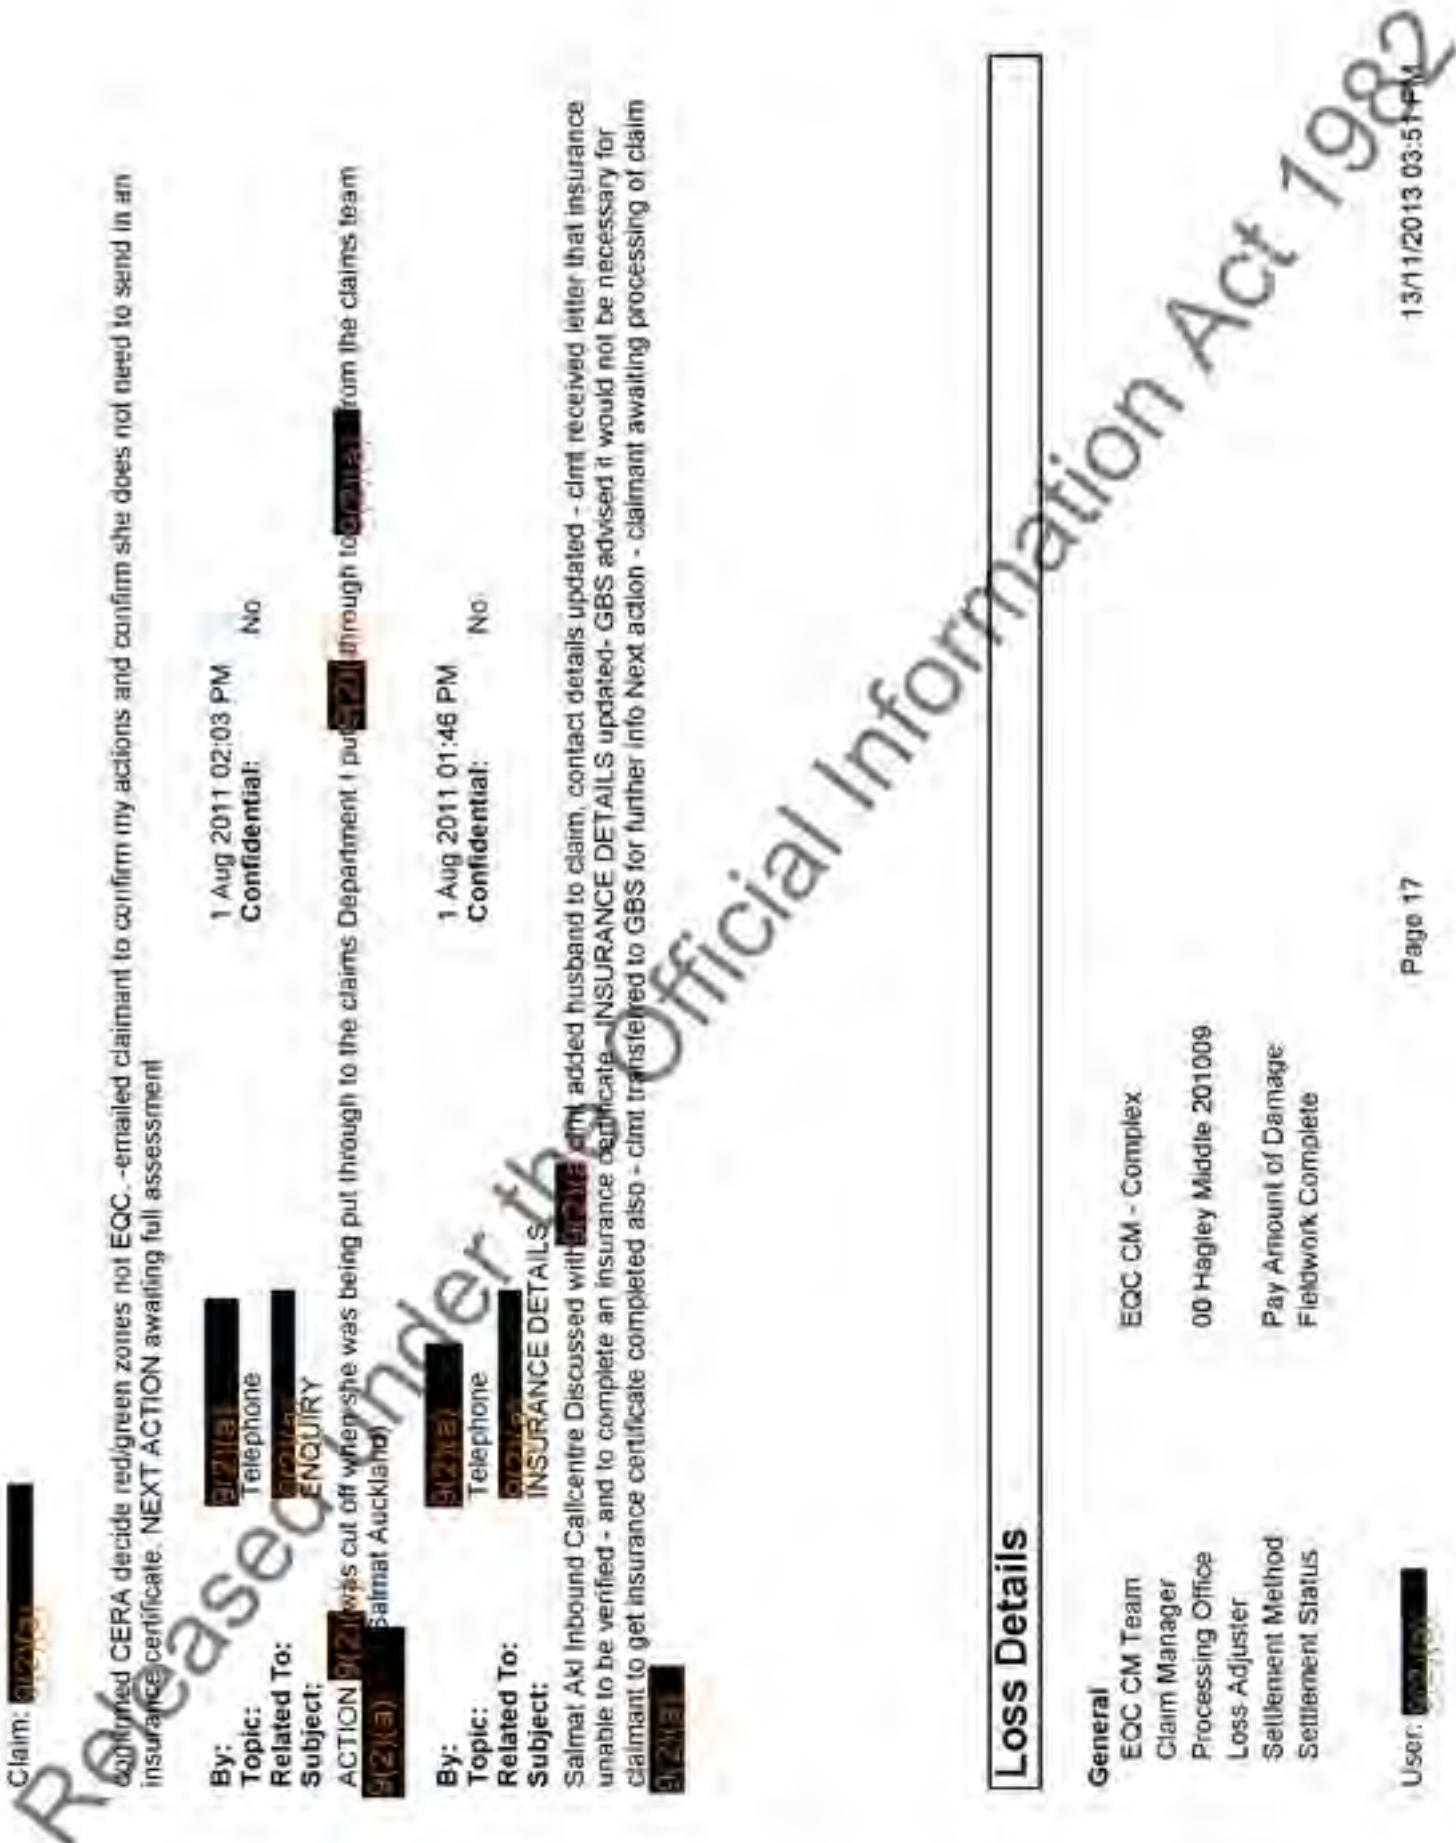 Claim: 9(2)(a)
confirmed CERA decide red/green zones not EQC. -emailed claimant to confirm my actions and confirm she does not need to send in an
insurance certificate. NEXT ACTION awaiting full assessment
By: 9(2)(a) 1 Aug 2011 02:03 PM
Topic: Telephone Confidential: No
Related To: 9(2)(a)
Subject: ENQUIRY
ACTION 9(2) was cut off when she was being put through to the claims Department I put 9(2) through to 9(2)(a) from the claims team
9(2)(a) Salmat Auckland)
By: 9(2)(a) 1 Aug 2011 01:46 PM
Topic: Telephone Confidential: No
Related To: 9(2)(a)
Subject: INSURANCE DETAILS
Salmat Akl Inbound Callcentre Discussed with 9(2)(a) clmt added husband to claim, contact details updated - clmt received letter that insurance
unable to be verified - and to complete an insurance certificate. INSURANCE DETAILS updated- GBS advised it would not be necessary for
claimant to get insurance certificate completed also - clmt transferred to GBS for further info Next action - claimant awaiting processing of claim
9(2)(a)
Loss Details
General
EQC CM Team EQC CM - Complex
Claim Manager
Processing Office 00 Hagley Middle 201009
Loss Adjuster
Settlement Method Pay Amount of Damage
Settlement Status Fieldwork Complete
User: 9(2)(a) Page 17 13/11/2013 03:51 PM
Released under the Official Information Act 1982